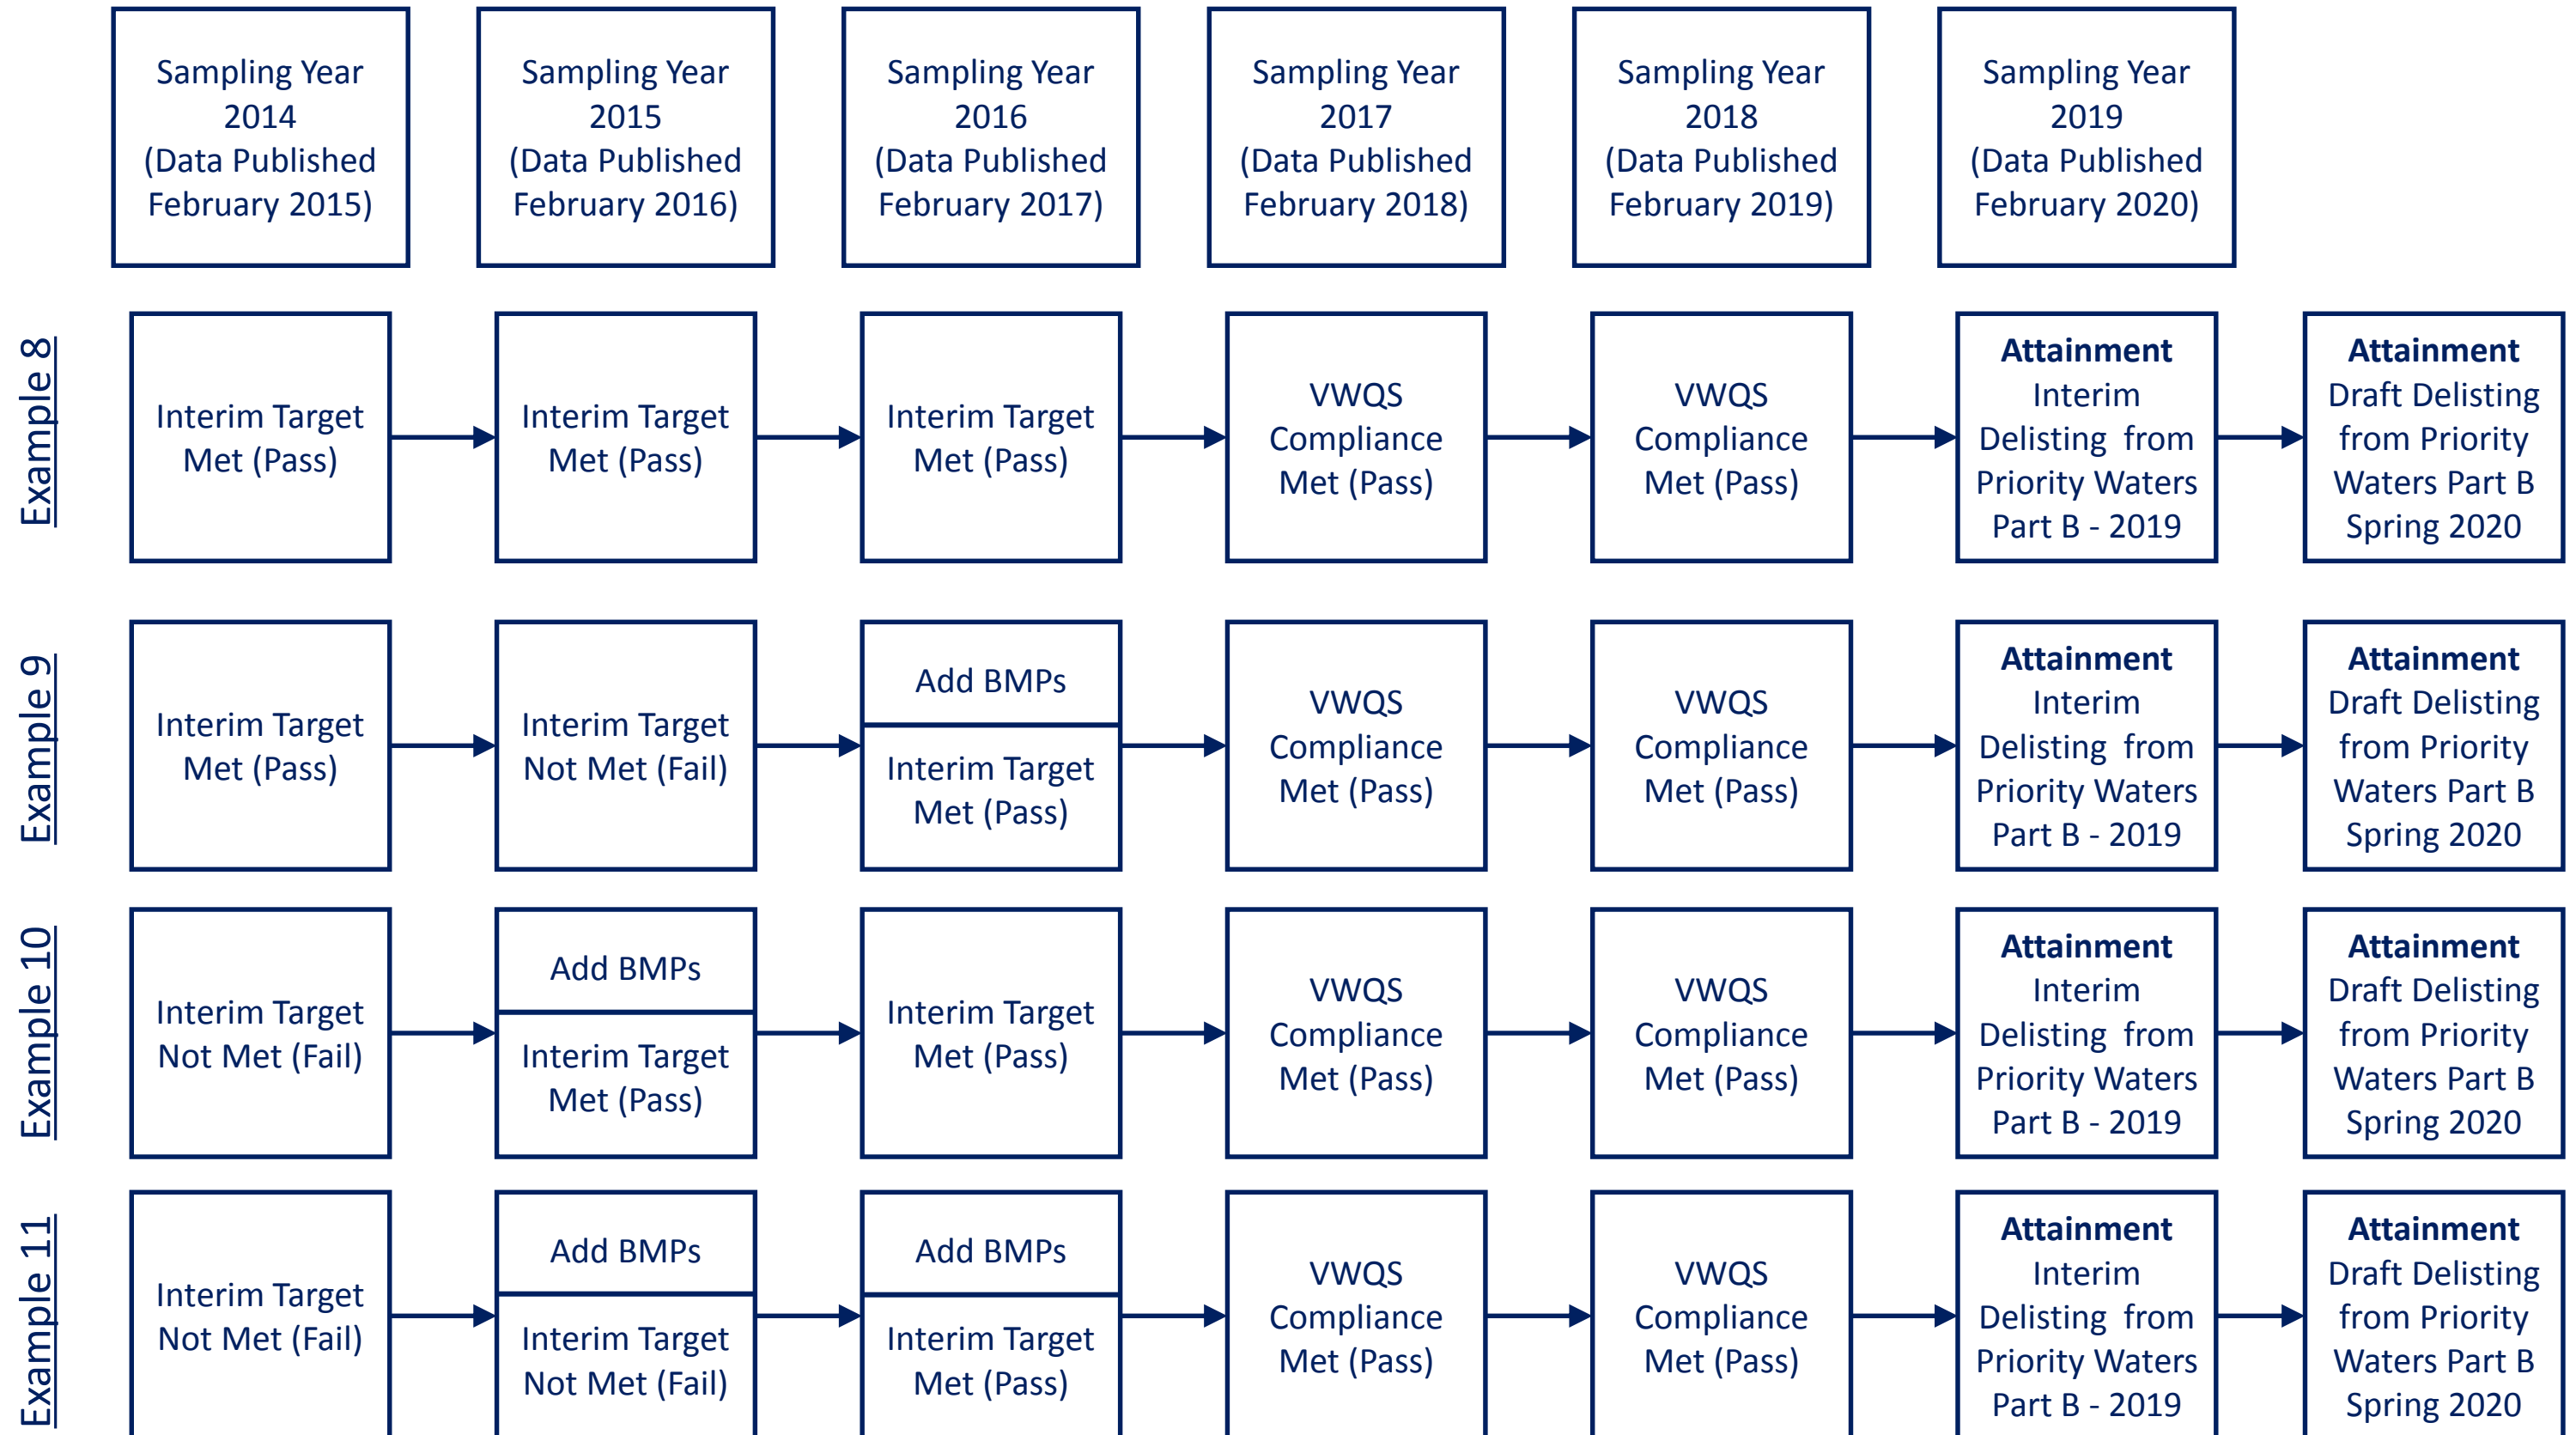 Sampling Year
2014
(Data Published
February 2015)
Sampling Year
2015
(Data Published
February 2016)
Sampling Year
2016
(Data Published
February 2017)
Sampling Year
2017
(Data Published
February 2018)
Sampling Year
2018
(Data Published
February 2019)
Sampling Year
2019
(Data Published
February 2020)
Example 8
Interim Target
Met (Pass)
Interim Target
Met (Pass)
Interim Target
Met (Pass)
VWQS
Compliance
Met (Pass)
VWQS
Compliance
Met (Pass)
Attainment
Interim
Delisting from
Priority Waters
Part B - 2019
Attainment
Draft Delisting
from Priority
Waters Part B
Spring 2020
Example 9
Interim Target
Met (Pass)
Interim Target
Not Met (Fail)
Add BMPs
Interim Target
Met (Pass)
VWQS
Compliance
Met (Pass)
VWQS
Compliance
Met (Pass)
Attainment
Interim
Delisting from
Priority Waters
Part B - 2019
Attainment
Draft Delisting
from Priority
Waters Part B
Spring 2020
Example 10
Interim Target
Not Met (Fail)
Add BMPs
Interim Target
Met (Pass)
Interim Target
Met (Pass)
VWQS
Compliance
Met (Pass)
VWQS
Compliance
Met (Pass)
Attainment
Interim
Delisting from
Priority Waters
Part B - 2019
Attainment
Draft Delisting
from Priority
Waters Part B
Spring 2020
Example 11
Interim Target
Not Met (Fail)
Add BMPs
Interim Target
Not Met (Fail)
Add BMPs
Interim Target
Met (Pass)
VWQS
Compliance
Met (Pass)
VWQS
Compliance
Met (Pass)
Attainment
Interim
Delisting from
Priority Waters
Part B - 2019
Attainment
Draft Delisting
from Priority
Waters Part B
Spring 2020